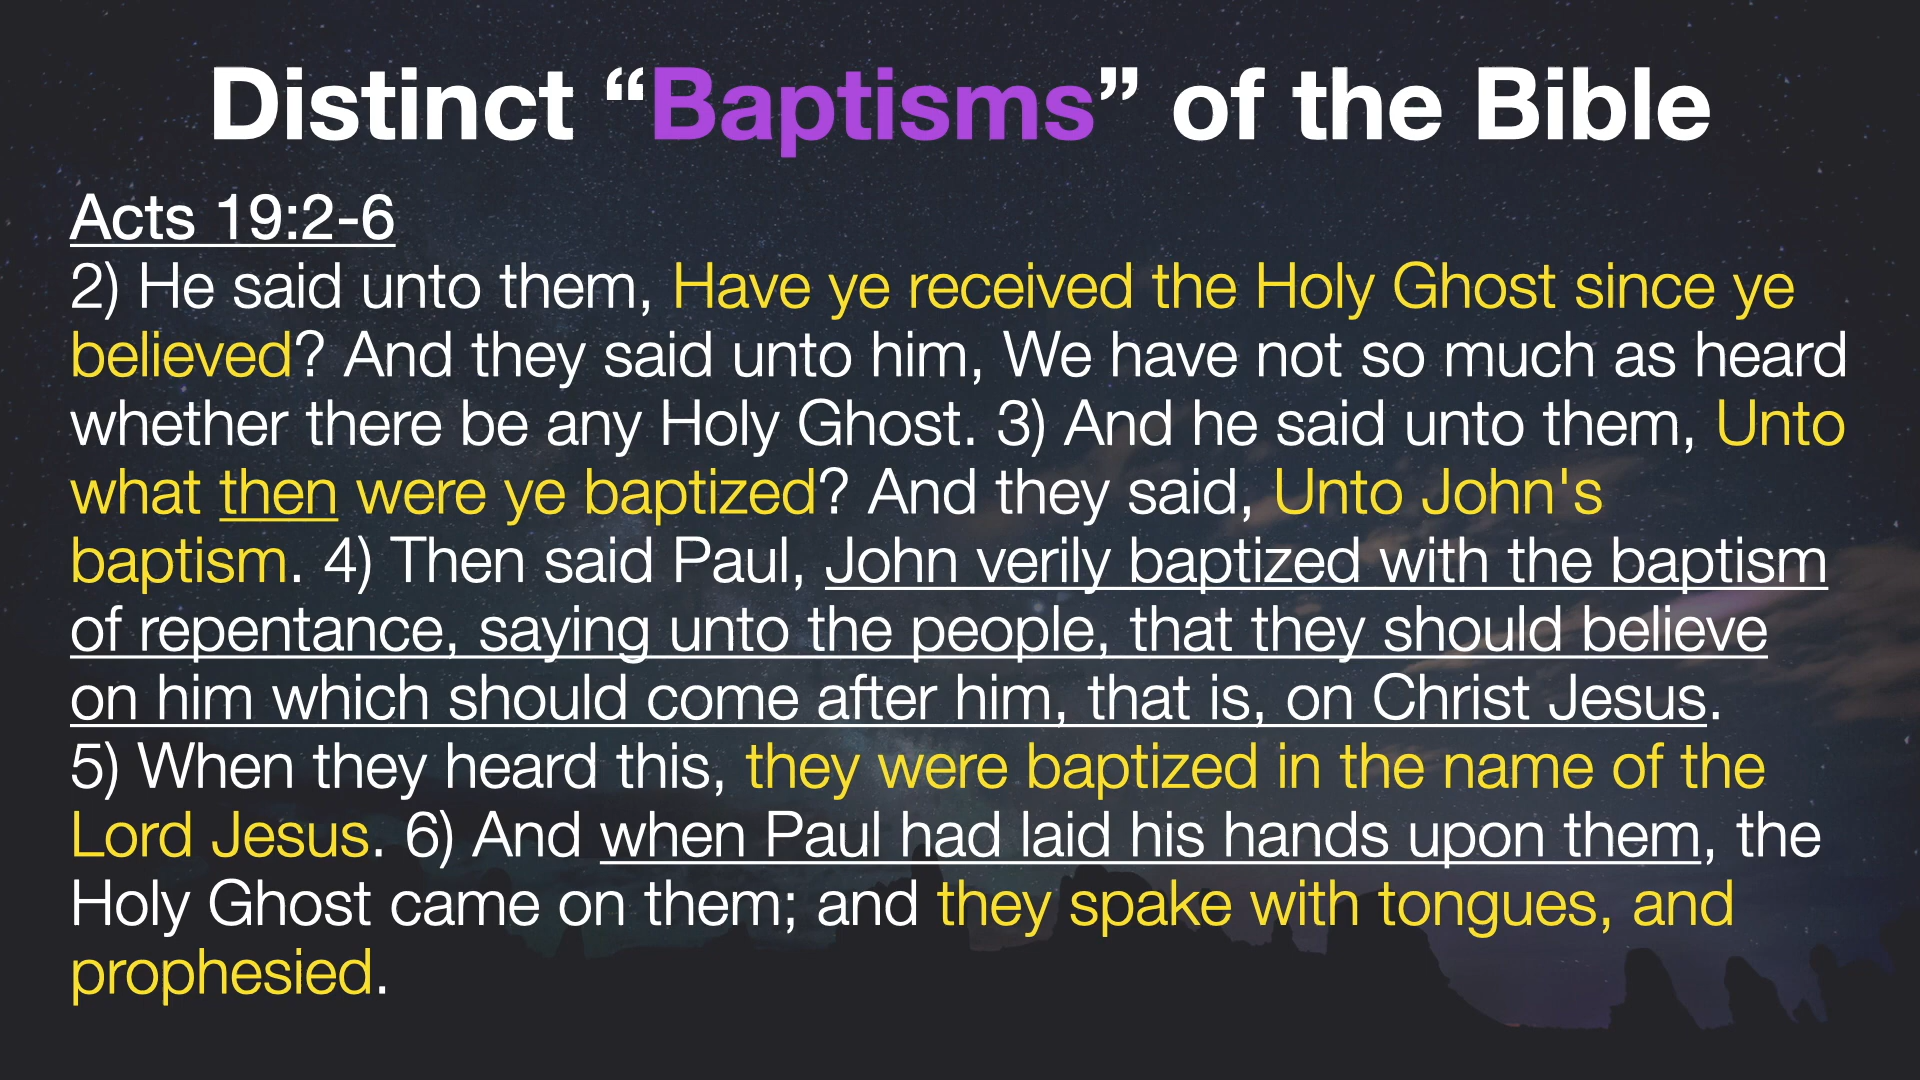 Distinct “Baptisms” of the Bible
Acts 19:2-6
2) He said unto them, Have ye received the Holy Ghost since ye
believed? And they said unto him, We have not so much as heard
whether there be any Holy Ghost. 3) And he said unto them, Unto
what then were ye baptized? And they said, Unto John's
baptism. 4) Then said Paul, John verily baptized with the baptism
of repentance, saying unto the people, that they should believe
on him which should come after him, that is, on Christ Jesus.
5) When they heard this, they were baptized in the name of the
Lord Jesus. 6) And when Paul had laid his hands upon them, the
Holy Ghost came on them; and they spake with tongues, and
prophesied.